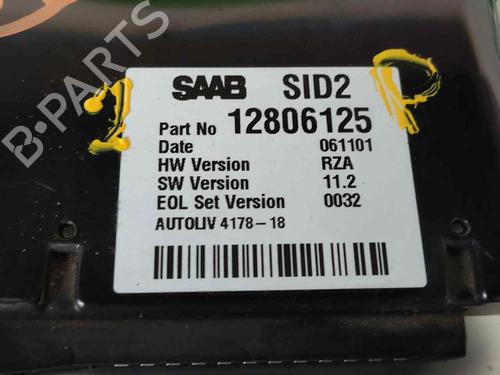 SAAB SID2
Part No 12806125
Date 061101
HW Version RZA
SW Version 11.2
EOL Set Version 0032
AUTOLIV 4178-18
B-PARTS